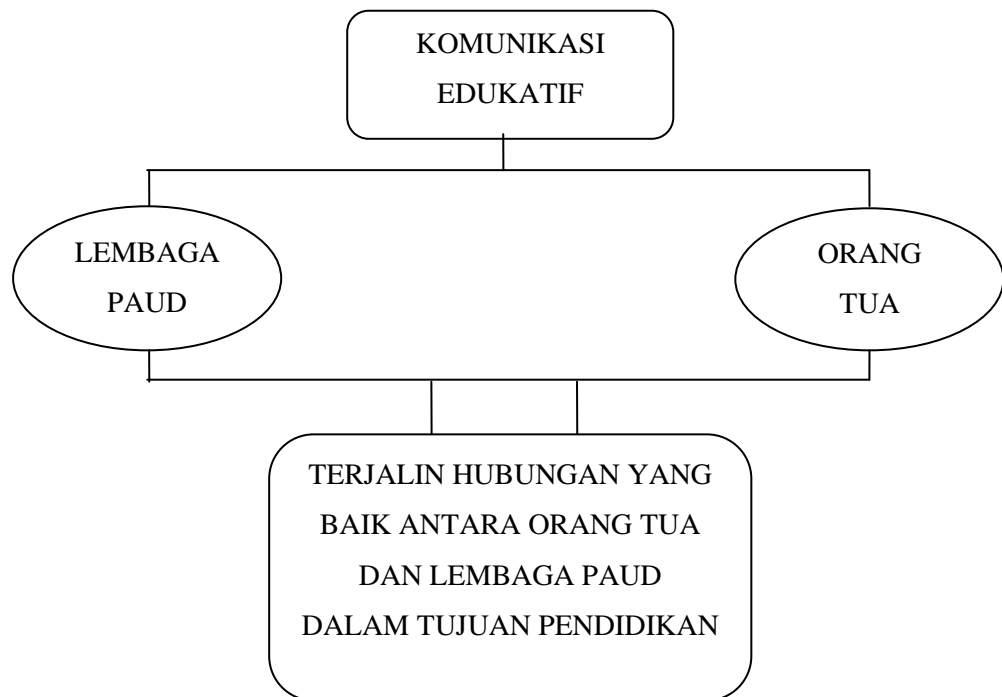 KOMUNIKASI
EDUKATIF
LEMBAGA
PAUD
ORANG
TUA
TERJALIN HUBUNGAN YANG
BAIK ANTARA ORANG TUA
DAN LEMBAGA PAUD
DALAM TUJUAN PENDIDIKAN